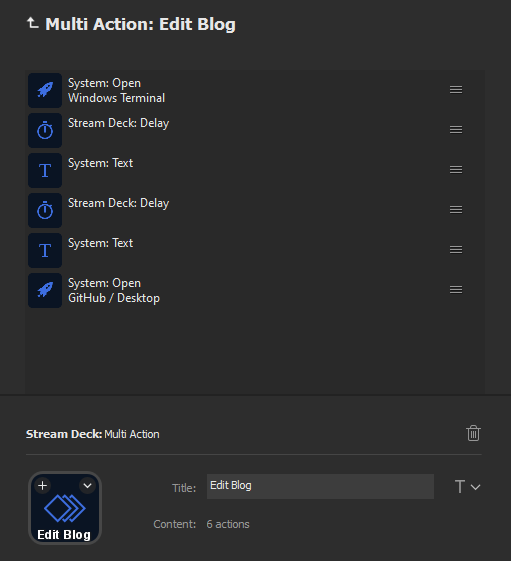 Multi Action: Edit Blog
System: Open
Windows Terminal
Stream Deck: Delay
T
System: Text
Stream Deck: Delay
T
System: Text
System: Open
GitHub / Desktop
Stream Deck: Multi Action
Edit Blog
Title:
Edit Blog
T
Content:
6 actions